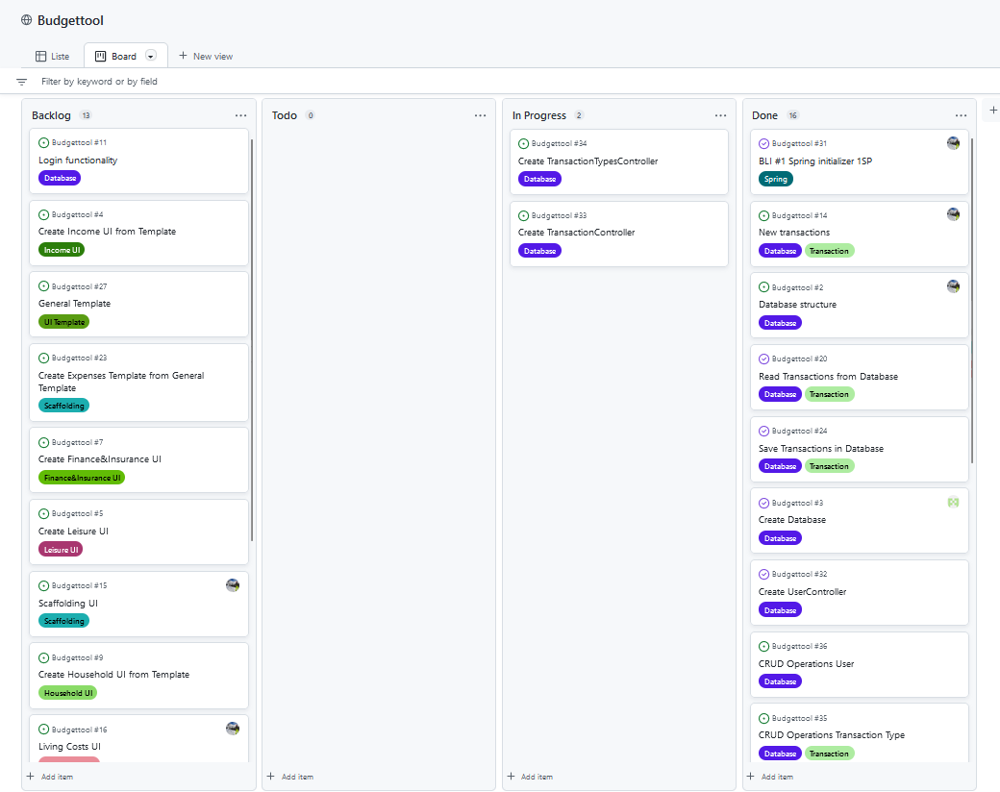 Budgettool
Liste
Board
New view
Filter by keyword or by field
Backlog 13
Budgettool #11
Login functionality
Database
Budgettool #4
Create Income UI from Template
Income UI
Budgettool #27
General Template
UI Template
Budgettool #23
Create Expenses Template from General
Template
Scaffolding
Budgettool #7
Create Finance&Insurance UI
Finance&Insurance UI
Budgettool #5
Create Leisure UI
Leisure UI
Budgettool #15
Scaffolding UI
Scaffolding
Budgettool #9
Create Household UI from Template
Household UI
Budgettool #16
Living Costs UI
Add item
Todo 0
Add item
In Progress 2
Budgettool #34
Create TransactionTypesController
Database
Budgettool #33
Create TransactionController
Database
Add item
Done 16
Budgettool #31
BLI #1 Spring initializer 1SP
Spring
Budgettool #14
New transactions
Database Transaction
Budgettool #2
Database structure
Database
Budgettool #20
Read Transactions from Database
Database Transaction
Budgettool #24
Save Transactions in Database
Database Transaction
Budgettool #3
Create Database
Database
Budgettool #32
Create UserController
Database
Budgettool #36
CRUD Operations User
Database
Budgettool #35
CRUD Operations Transaction Type
Database Transaction
Add item